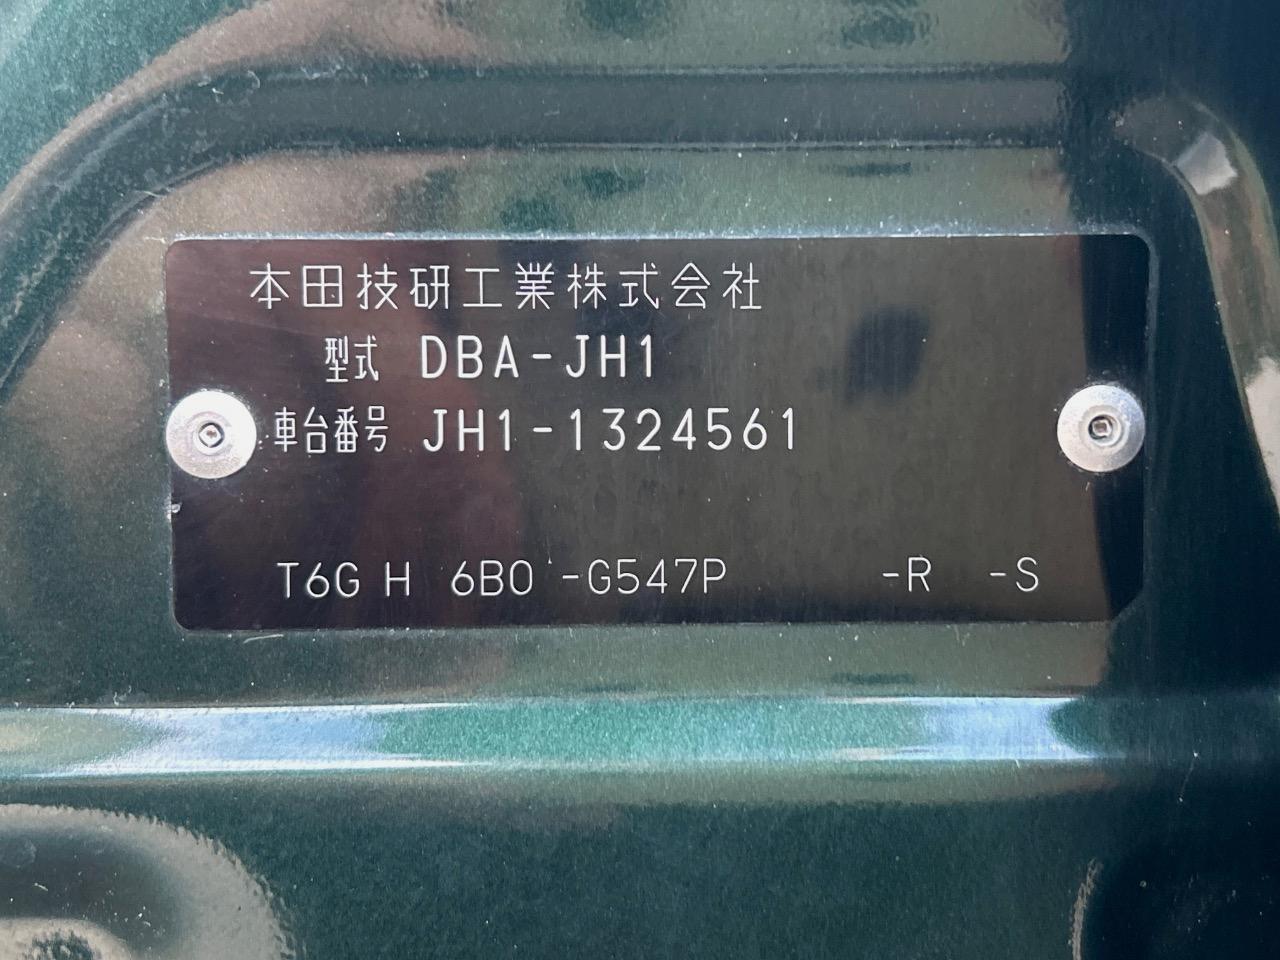 本田技研工業株式会社
型式 DBA-JH1
車台番号 JH1-1324561
T6G H 6B0 -G547P -R -S